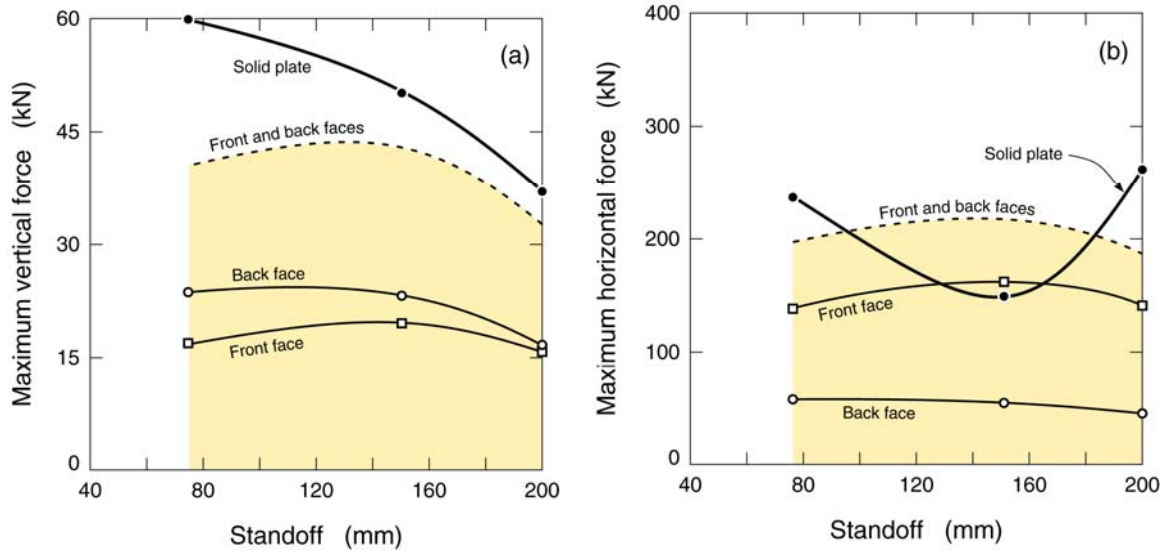 (a)
Maximum vertical force (kN)
60
45
30
15
0
Solid plate
Front and back faces
Back face
Front face
40 80 120 160 200
Standoff (mm)
(b)
Maximum horizontal force (kN)
400
300
200
100
0
Solid plate
Front and back faces
Front face
Back face
40 80 120 160 200
Standoff (mm)